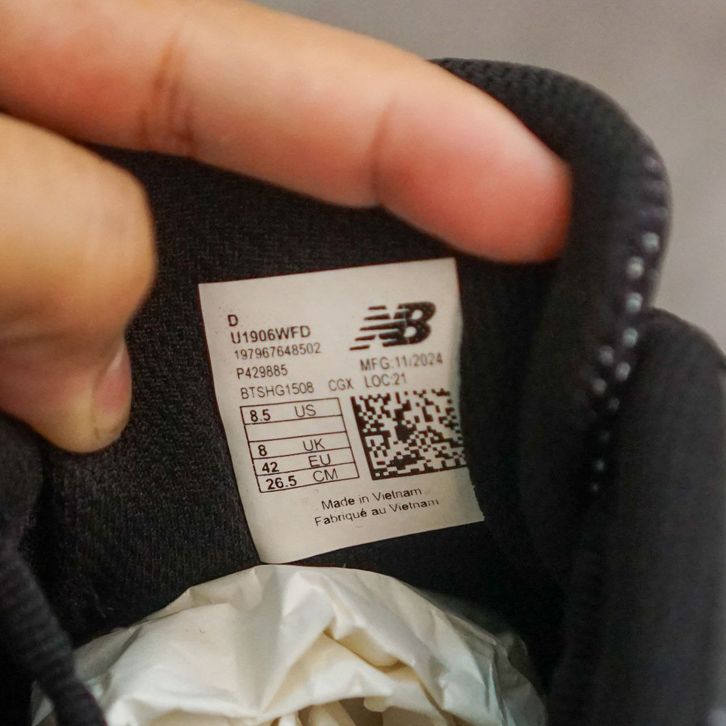 D
U1906WFD
197967648502
P429885
BTSHG1508 CGX
NB
MFG:11/2024
LOC:21
8.5 US
8 UK
42 EU
26.5 CM
Made in Vietnam
Fabriqué au Vietnam